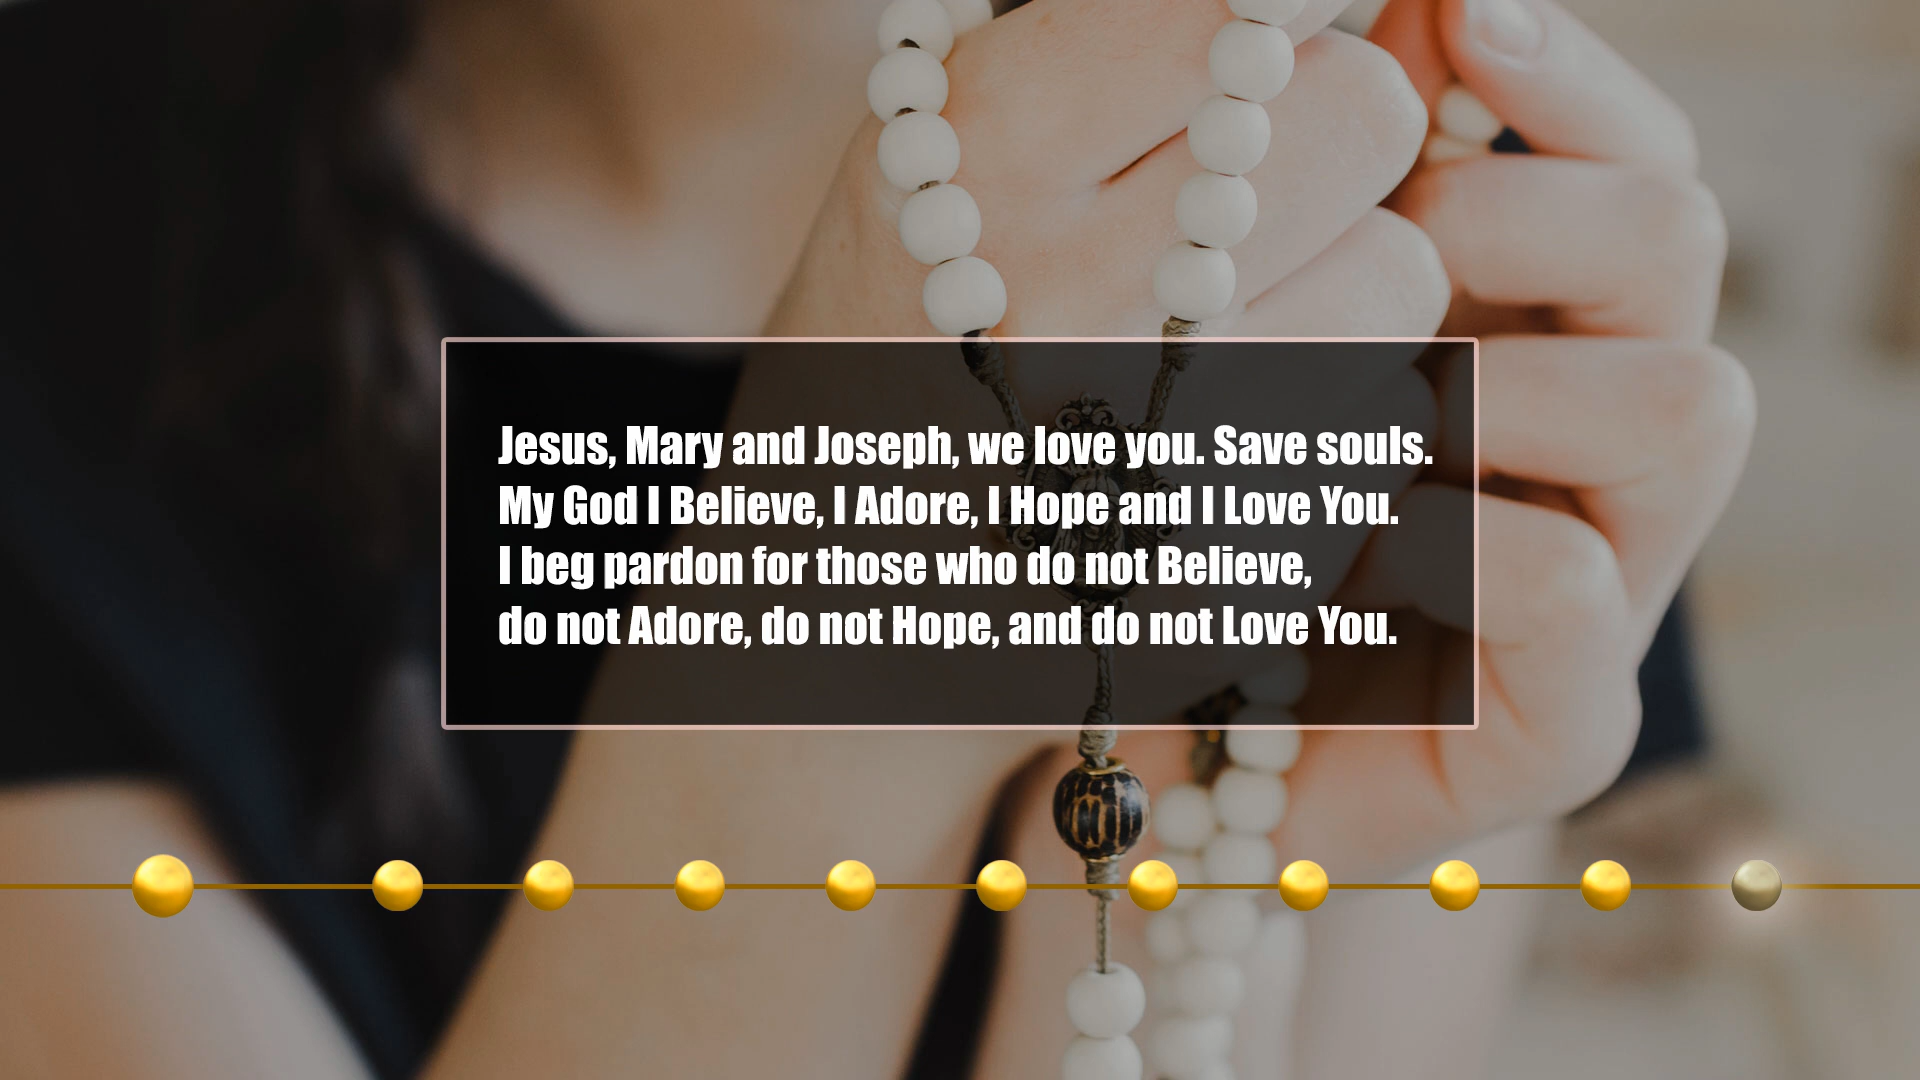 Jesus, Mary and Joseph, we love you. Save souls.
My God I Believe, I Adore, I Hope and I Love You.
I beg pardon for those who do not Believe,
do not Adore, do not Hope, and do not Love You.